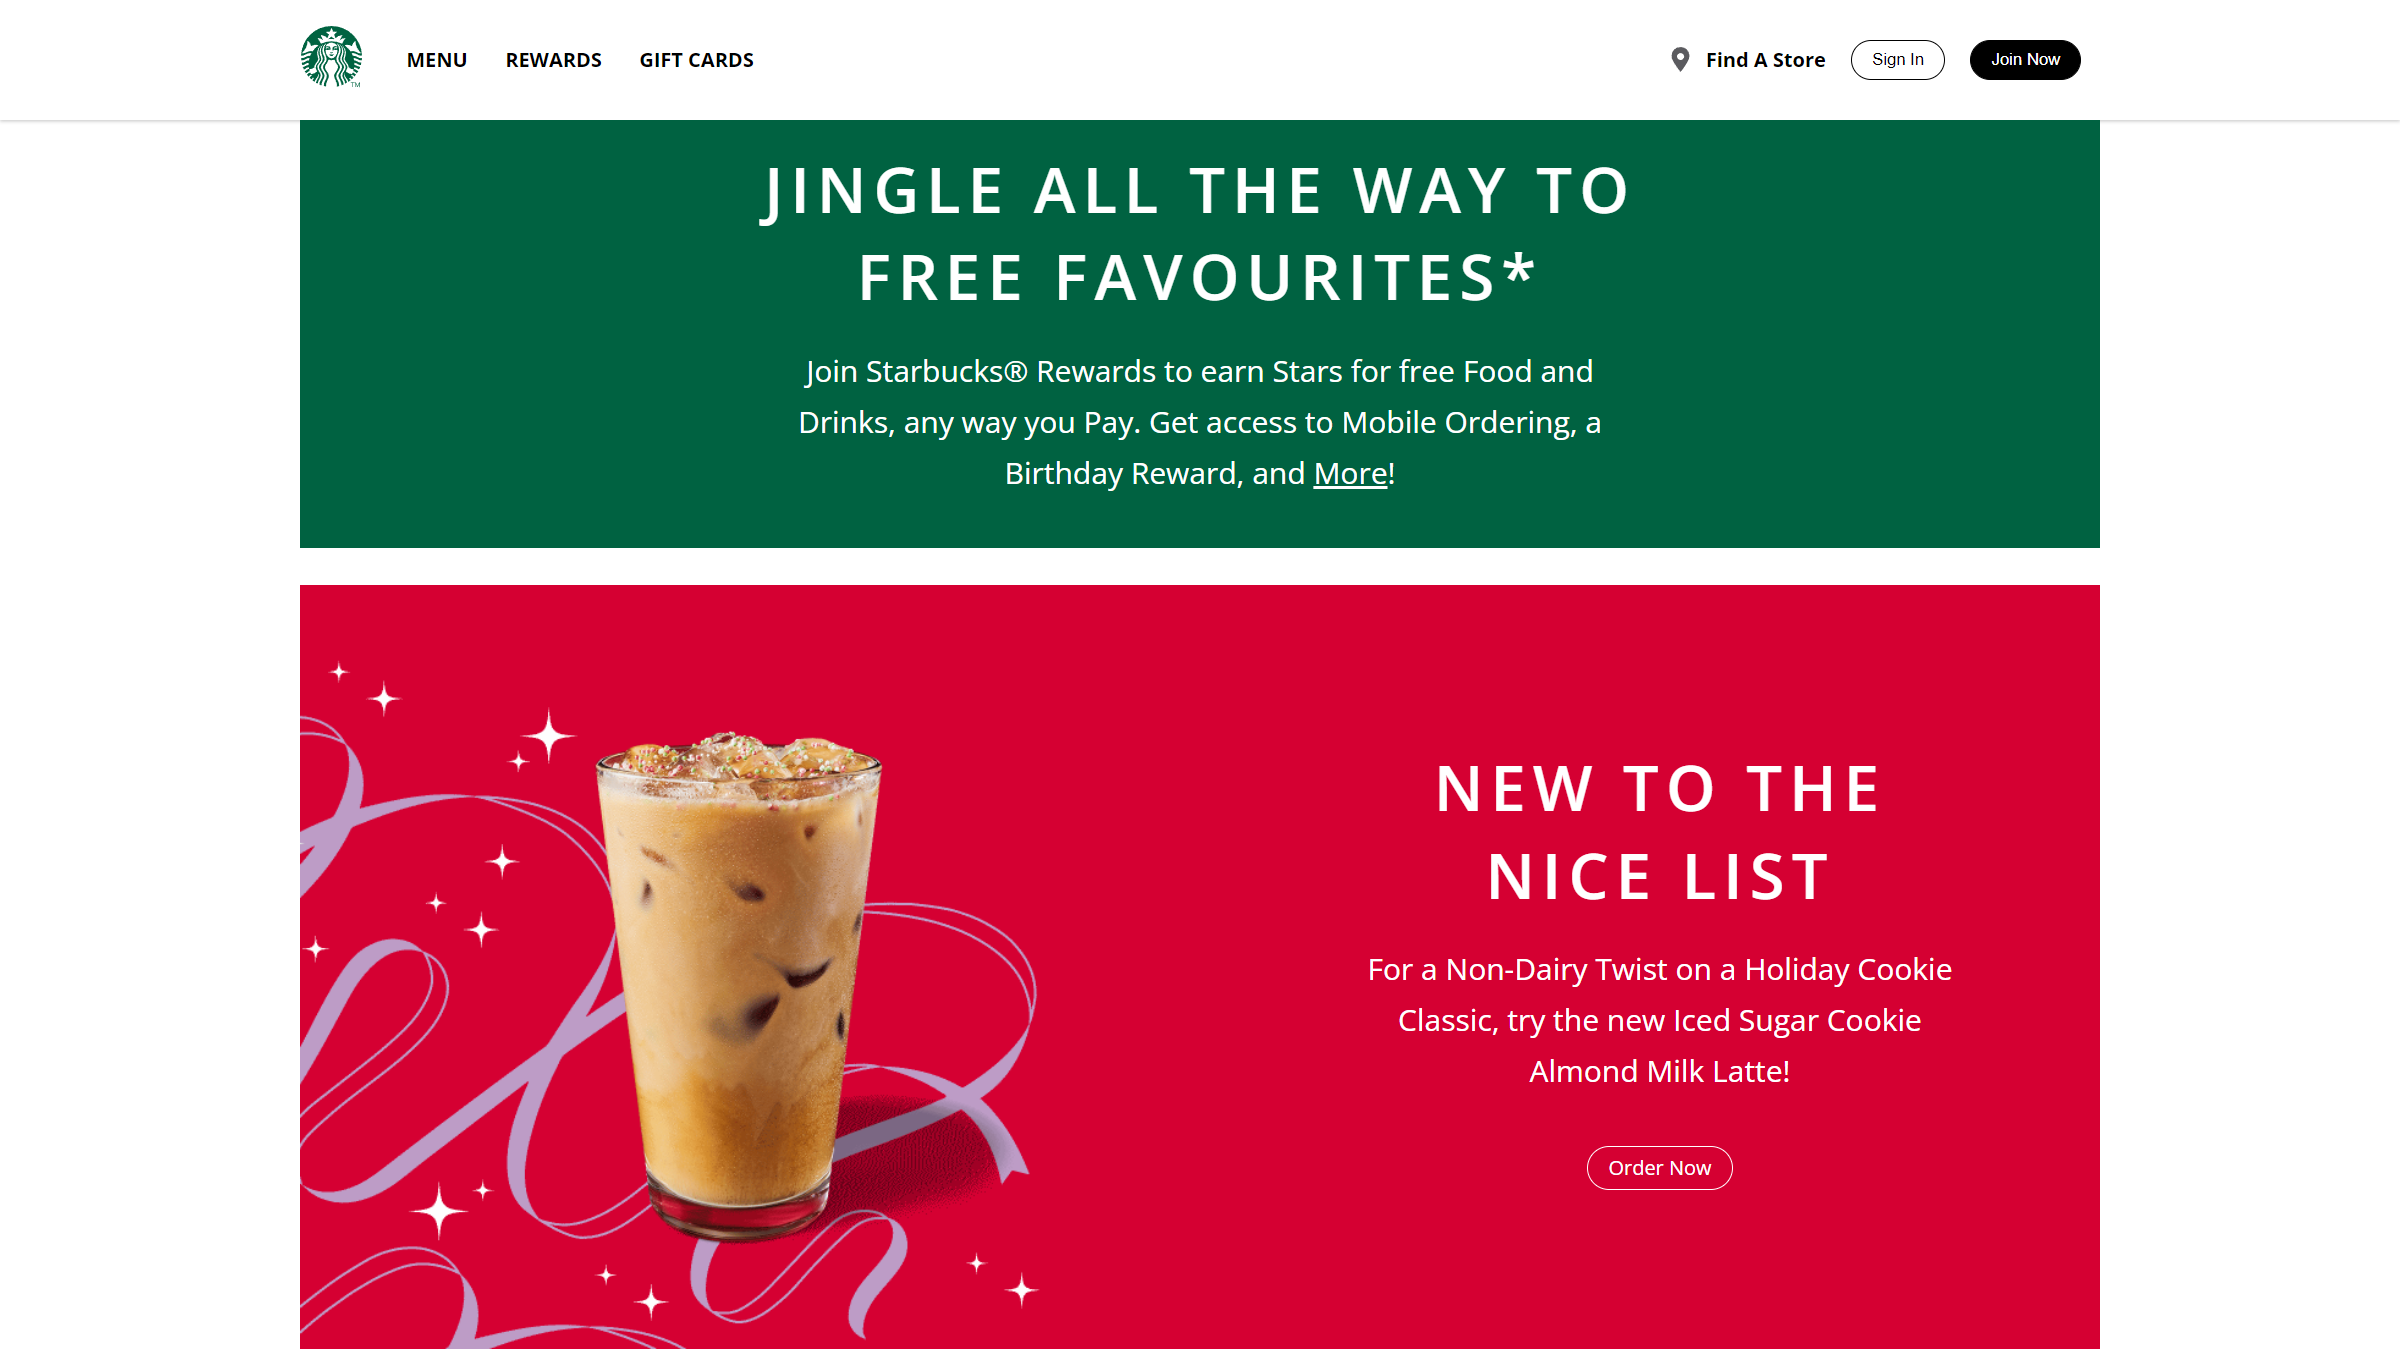 MENU REWARDS GIFT CARDS Find A Store Sign In Join Now
TM
JINGLE ALL THE WAY TO
FREE FAVOURITES*
Join Starbucks® Rewards to earn Stars for free Food and
Drinks, any way you Pay. Get access to Mobile Ordering, a
Birthday Reward, and More!
NEW TO THE
NICE LIST
For a Non-Dairy Twist on a Holiday Cookie
Classic, try the new Iced Sugar Cookie
Almond Milk Latte!
Order Now